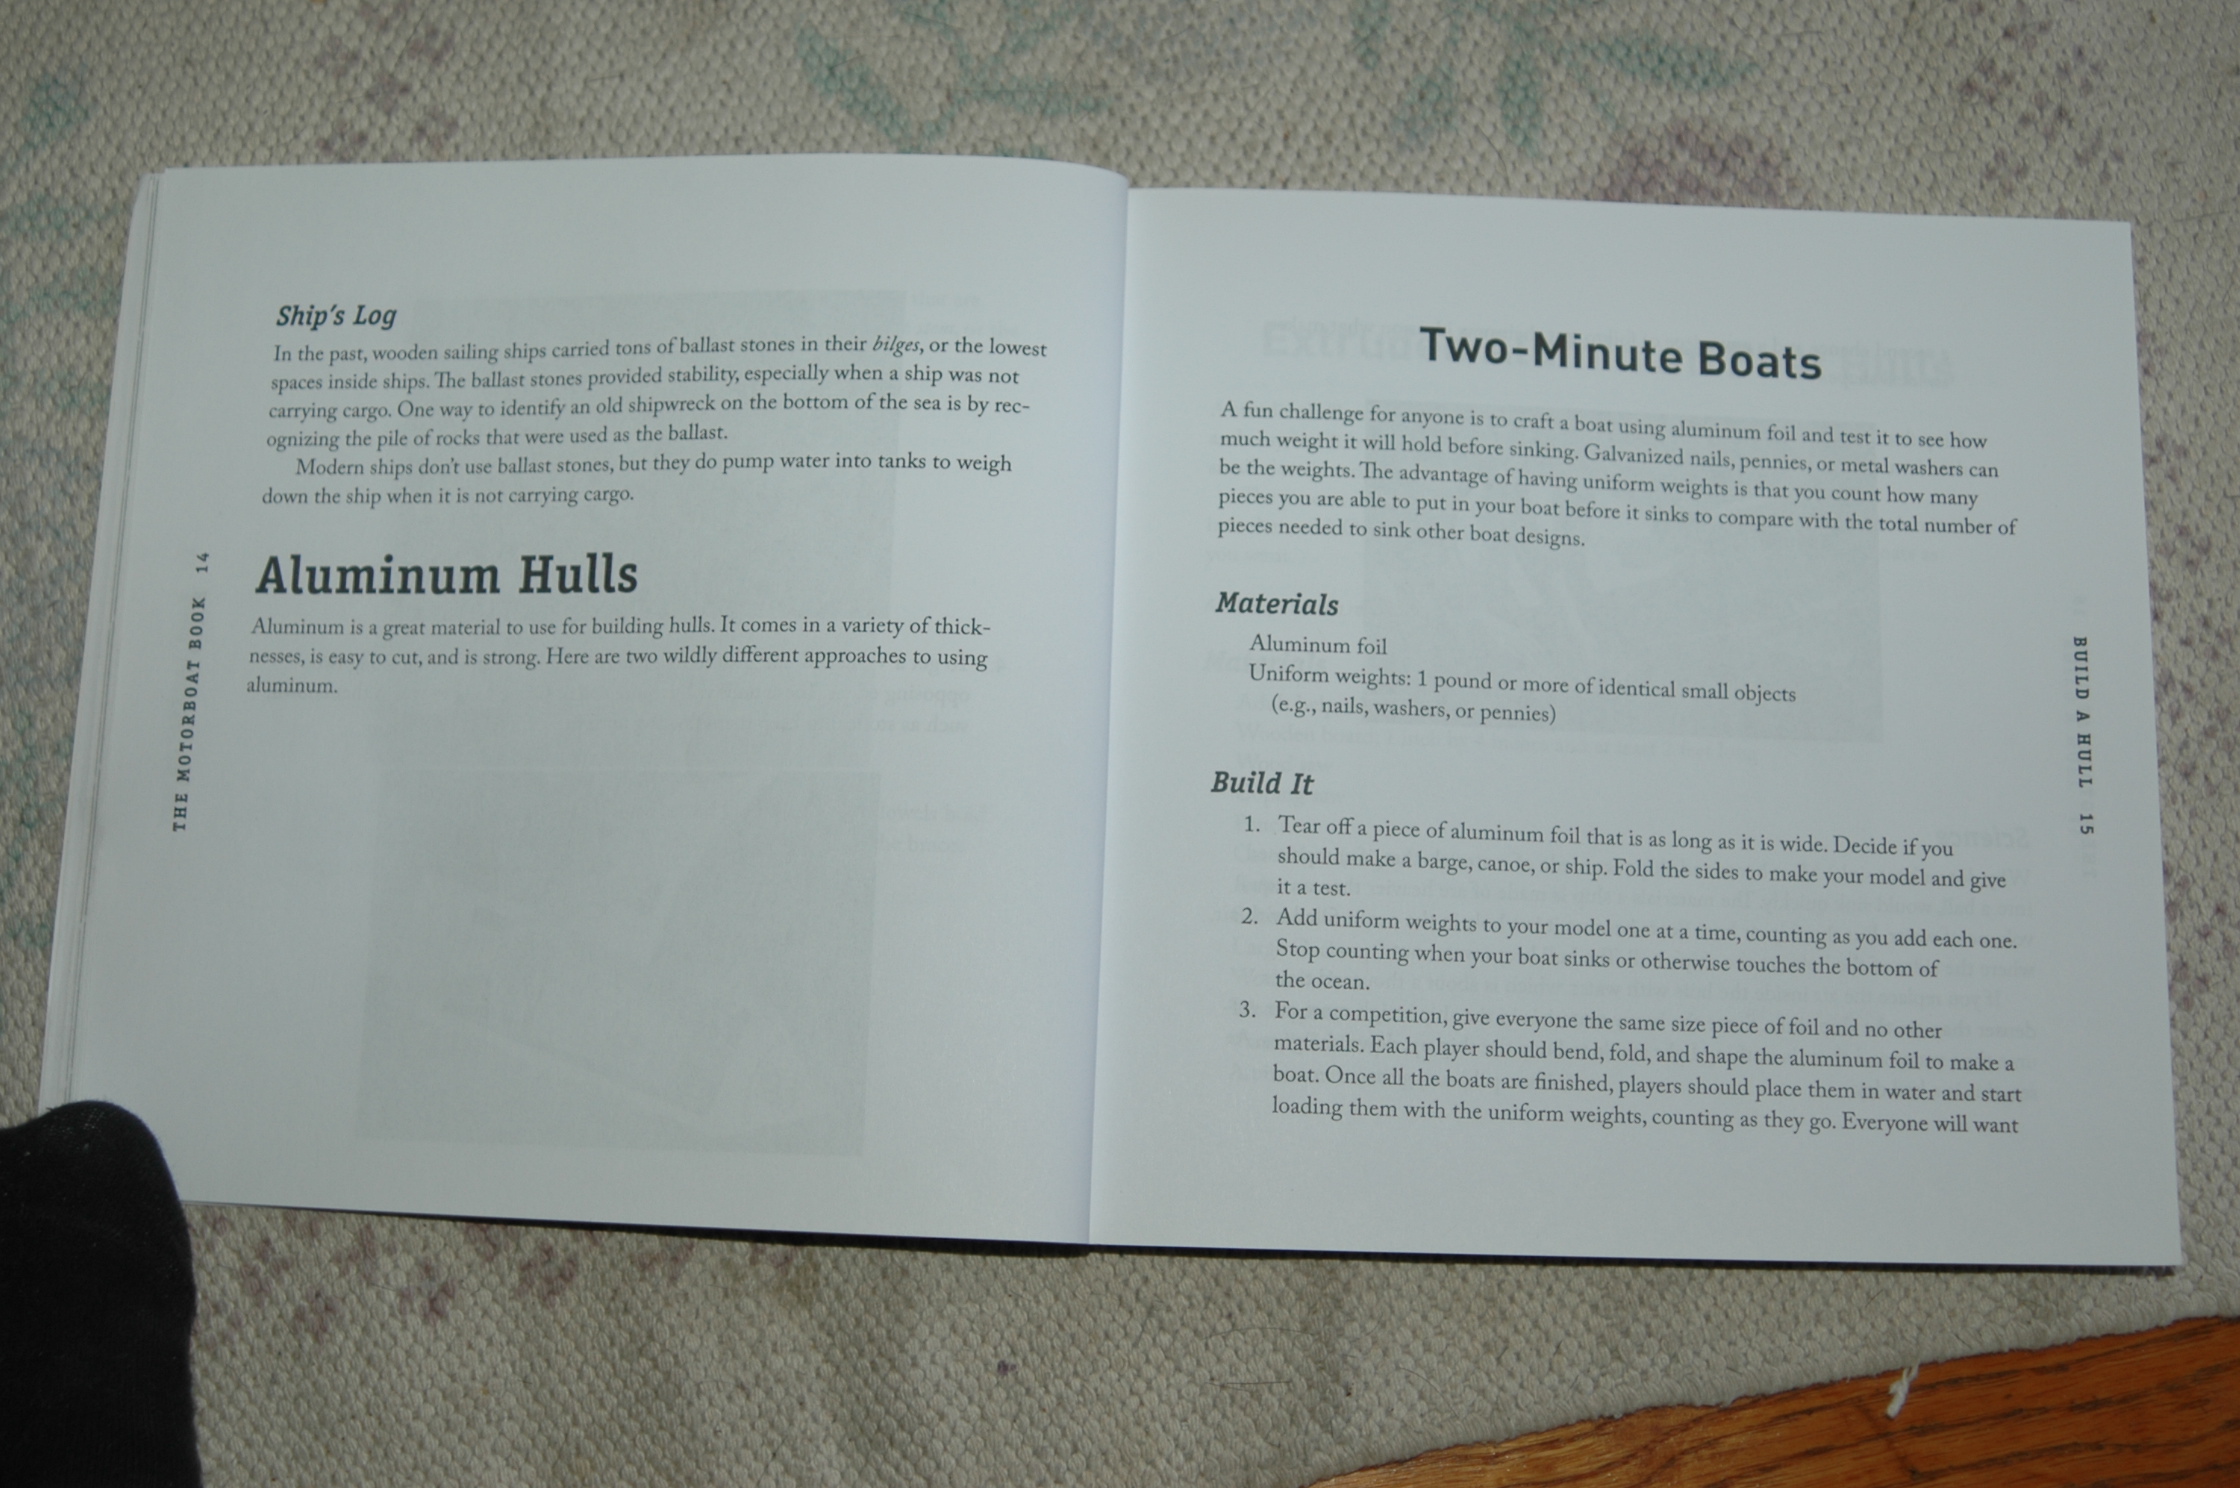 Ship's Log
In the past, wooden sailing ships carried tons of ballast stones in their bilges, or the lowest
spaces inside ships. The ballast stones provided stability, especially when a ship was not
carrying cargo. One way to identify an old shipwreck on the bottom of the sea is by rec-
ognizing the pile of rocks that were used as the ballast.
Modern ships don't use ballast stones, but they do pump water into tanks to weigh
down the ship when it is not carrying cargo.
Aluminum Hulls
Aluminum is a great material to use for building hulls. It comes in a variety of thick-
nesses, is easy to cut, and is strong. Here are two wildly different approaches to using
aluminum.
THE MOTORBOAT BOOK 14
Two-Minute Boats
A fun challenge for anyone is to craft a boat using aluminum foil and test it to see how
much weight it will hold before sinking. Galvanized nails, pennies, or metal washers can
be the weights. The advantage of having uniform weights is that you count how many
pieces you are able to put in your boat before it sinks to compare with the total number of
pieces needed to sink other boat designs.
Materials
Aluminum foil
Uniform weights: 1 pound or more of identical small objects
(e.g., nails, washers, or pennies)
Build It
1. Tear off a piece of aluminum foil that is as long as it is wide. Decide if you
should make a barge, canoe, or ship. Fold the sides to make your model and give
it a test.
2. Add uniform weights to your model one at a time, counting as you add each one.
Stop counting when your boat sinks or otherwise touches the bottom of
the ocean.
3. For a competition, give everyone the same size piece of foil and no other
materials. Each player should bend, fold, and shape the aluminum foil to make a
boat. Once all the boats are finished, players should place them in water and start
loading them with the uniform weights, counting as they go. Everyone will want
BUILD A HULL 15